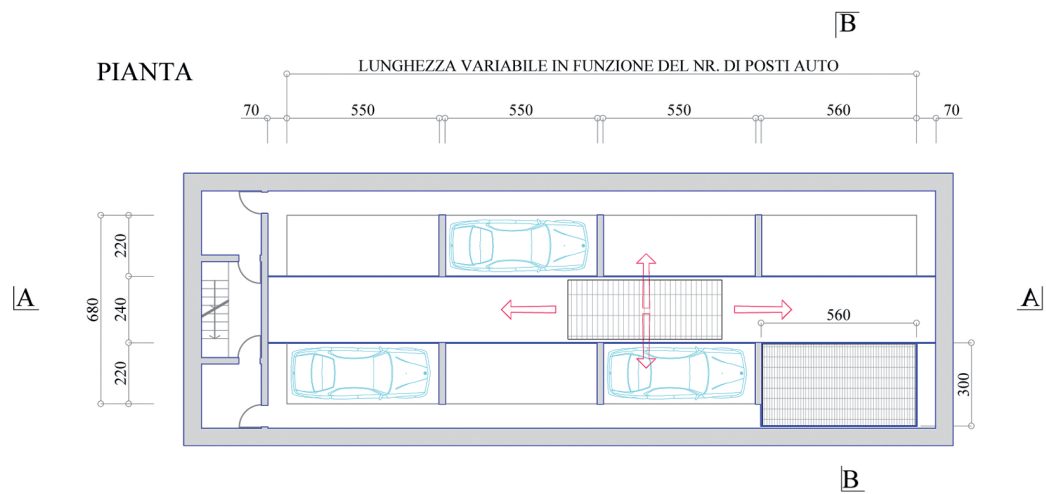 B
PIANTA
LUNGHEZZA VARIABILE IN FUNZIONE DEL NR. DI POSTI AUTO
70 550 550 550 560 70
220
680 240
220
A
A
560
300
B